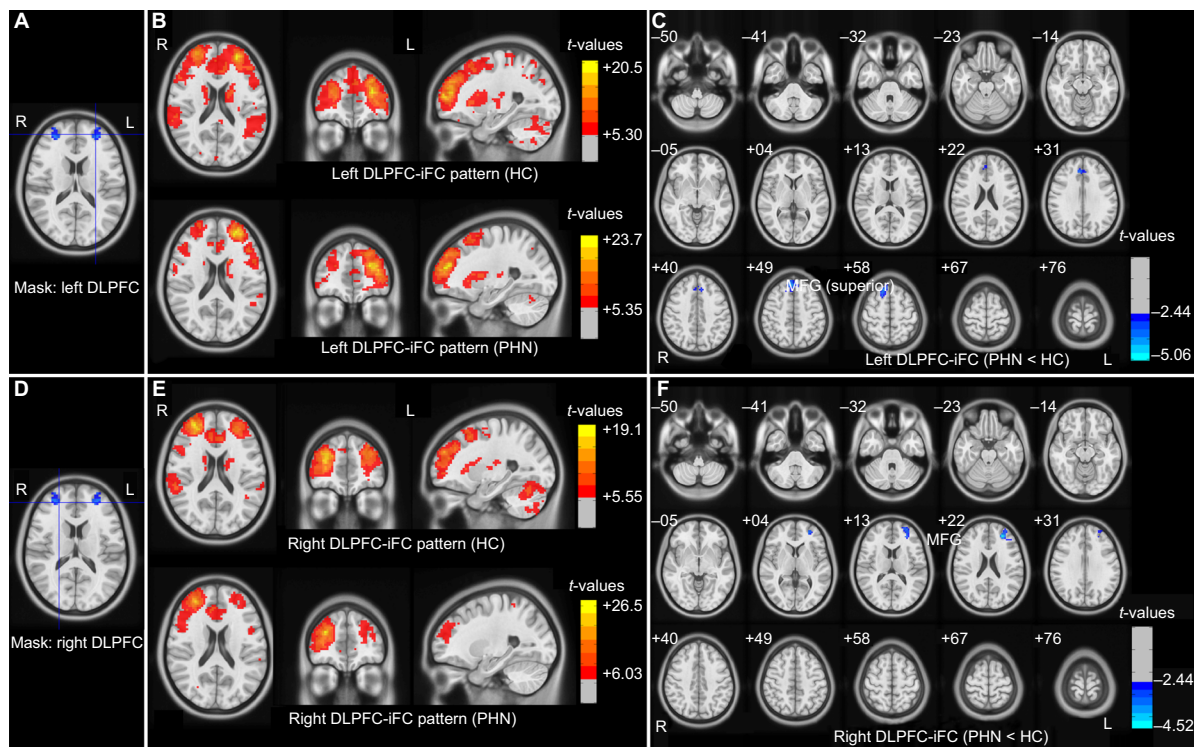 A
R
L
Mask: left DLPFC
B
R
L
t-values
+20.5
+5.30
Left DLPFC-iFC pattern (HC)
t-values
+23.7
+5.35
Left DLPFC-iFC pattern (PHN)
C
–50
–41
–32
–23
–14
–05
+04
+13
+22
+31
+40
+49
+58
+67
+76
MFG (superior)
t-values
–2.44
–5.06
R
Left DLPFC-iFC (PHN < HC)
L
D
R
L
Mask: right DLPFC
E
R
L
t-values
+19.1
+5.55
Right DLPFC-iFC pattern (HC)
t-values
+26.5
+6.03
Right DLPFC-iFC pattern (PHN)
F
–50
–41
–32
–23
–14
–05
+04
+13
+22
+31
MFG
+40
+49
+58
+67
+76
t-values
–2.44
–4.52
R
L
Right DLPFC-iFC (PHN < HC)